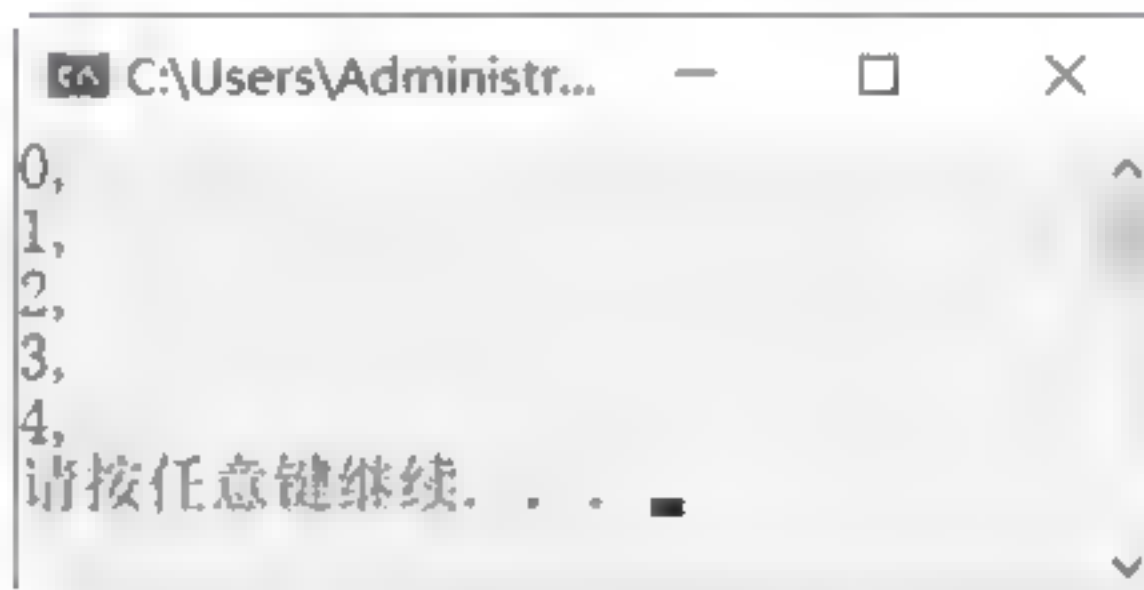 C:\Users\Administr...
0,
1,
2,
3,
4,
请按任意键继续. . .